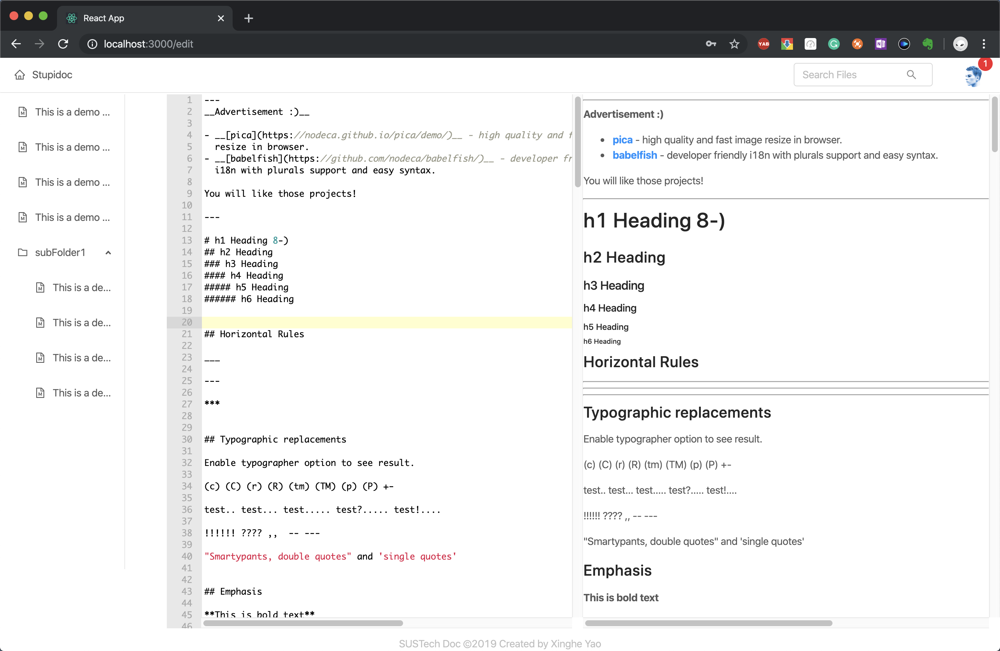 React App
localhost:3000/edit
YAB
Stupidoc
Search Files
1
This is a demo ...
This is a demo ...
This is a demo ...
This is a demo ...
subFolder1
This is a de...
This is a de...
This is a de...
This is a de...
1 ---
2 __Advertisement :)__
3
4 - __[pica](https://nodeca.github.io/pica/demo/)__ - high quality and f
5   resize in browser.
6 - __[babelfish](https://github.com/nodeca/babelfish/)__ - developer fr
7   i18n with plurals support and easy syntax.
8
9 You will like those projects!
10
11 ---
12
13 # h1 Heading 8-)
14 ## h2 Heading
15 ### h3 Heading
16 #### h4 Heading
17 ##### h5 Heading
18 ###### h6 Heading
19
20
21 ## Horizontal Rules
22
23 ___
24
25 ---
26
27 ***
28
29
30 ## Typographic replacements
31
32 Enable typographer option to see result.
33
34 (c) (C) (r) (R) (tm) (TM) (p) (P) +-
35
36 test.. test... test..... test?..... test!....
37
38 !!!!!! ???? ,,  -- ---
39
40 "Smartypants, double quotes" and 'single quotes'
41
42
43 ## Emphasis
44
45 **This is bold text**
46
Advertisement :)
• pica - high quality and fast image resize in browser.
• babelfish - developer friendly i18n with plurals support and easy syntax.
You will like those projects!
h1 Heading 8-)
h2 Heading
h3 Heading
h4 Heading
h5 Heading
h6 Heading
Horizontal Rules
Typographic replacements
Enable typographer option to see result.
(c) (C) (r) (R) (tm) (TM) (p) (P) +-
test.. test... test..... test?..... test!....
!!!!!! ???? ,, -- ---
"Smartypants, double quotes" and 'single quotes'
Emphasis
This is bold text
SUSTech Doc ©2019 Created by Xinghe Yao